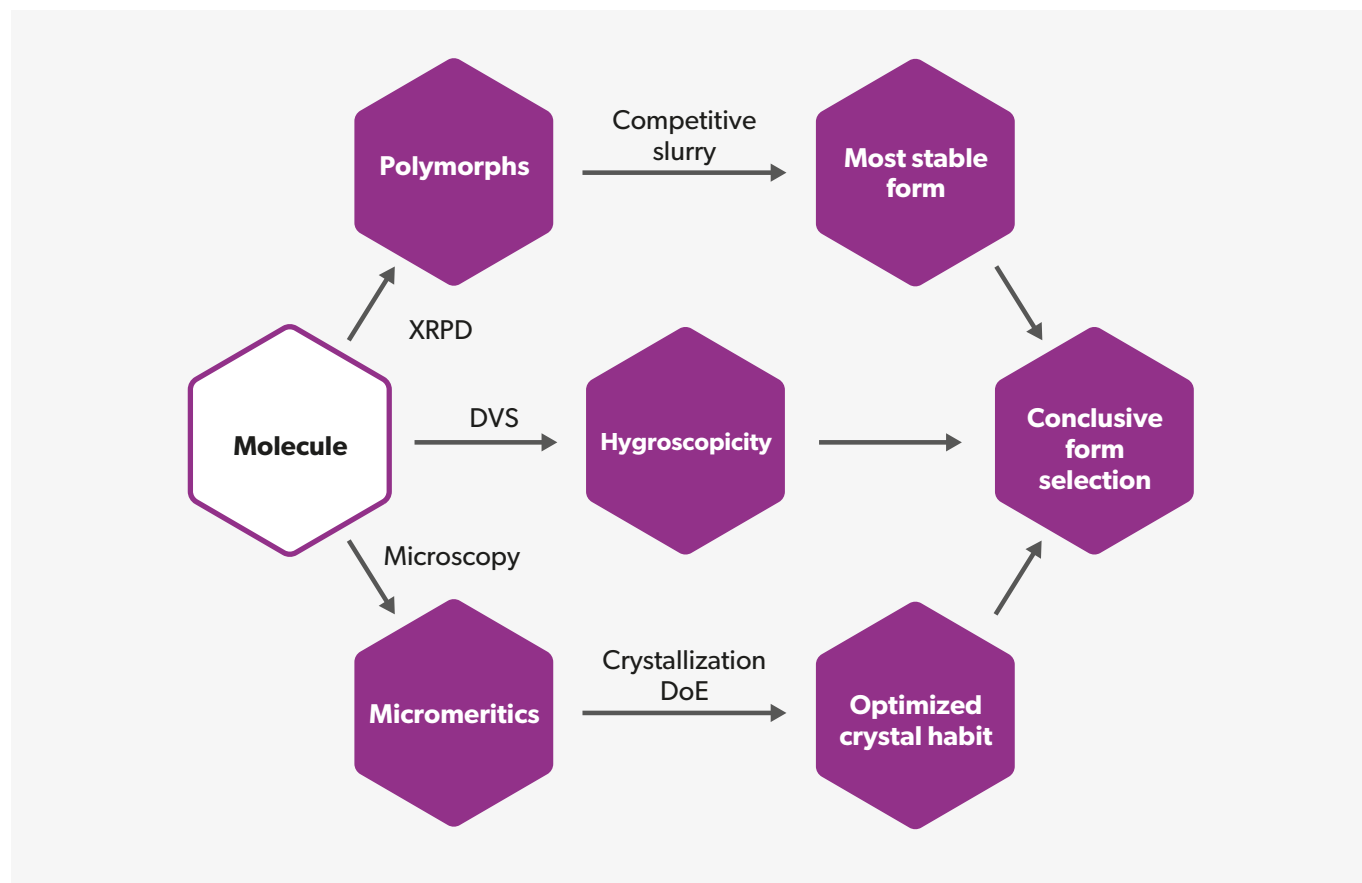 Polymorphs
Competitive
slurry
Most stable
form
XRPD
Molecule
DVS
Hygroscopicity
Conclusive
form
selection
Microscopy
Micromeritics
Crystallization
DoE
Optimized
crystal habit